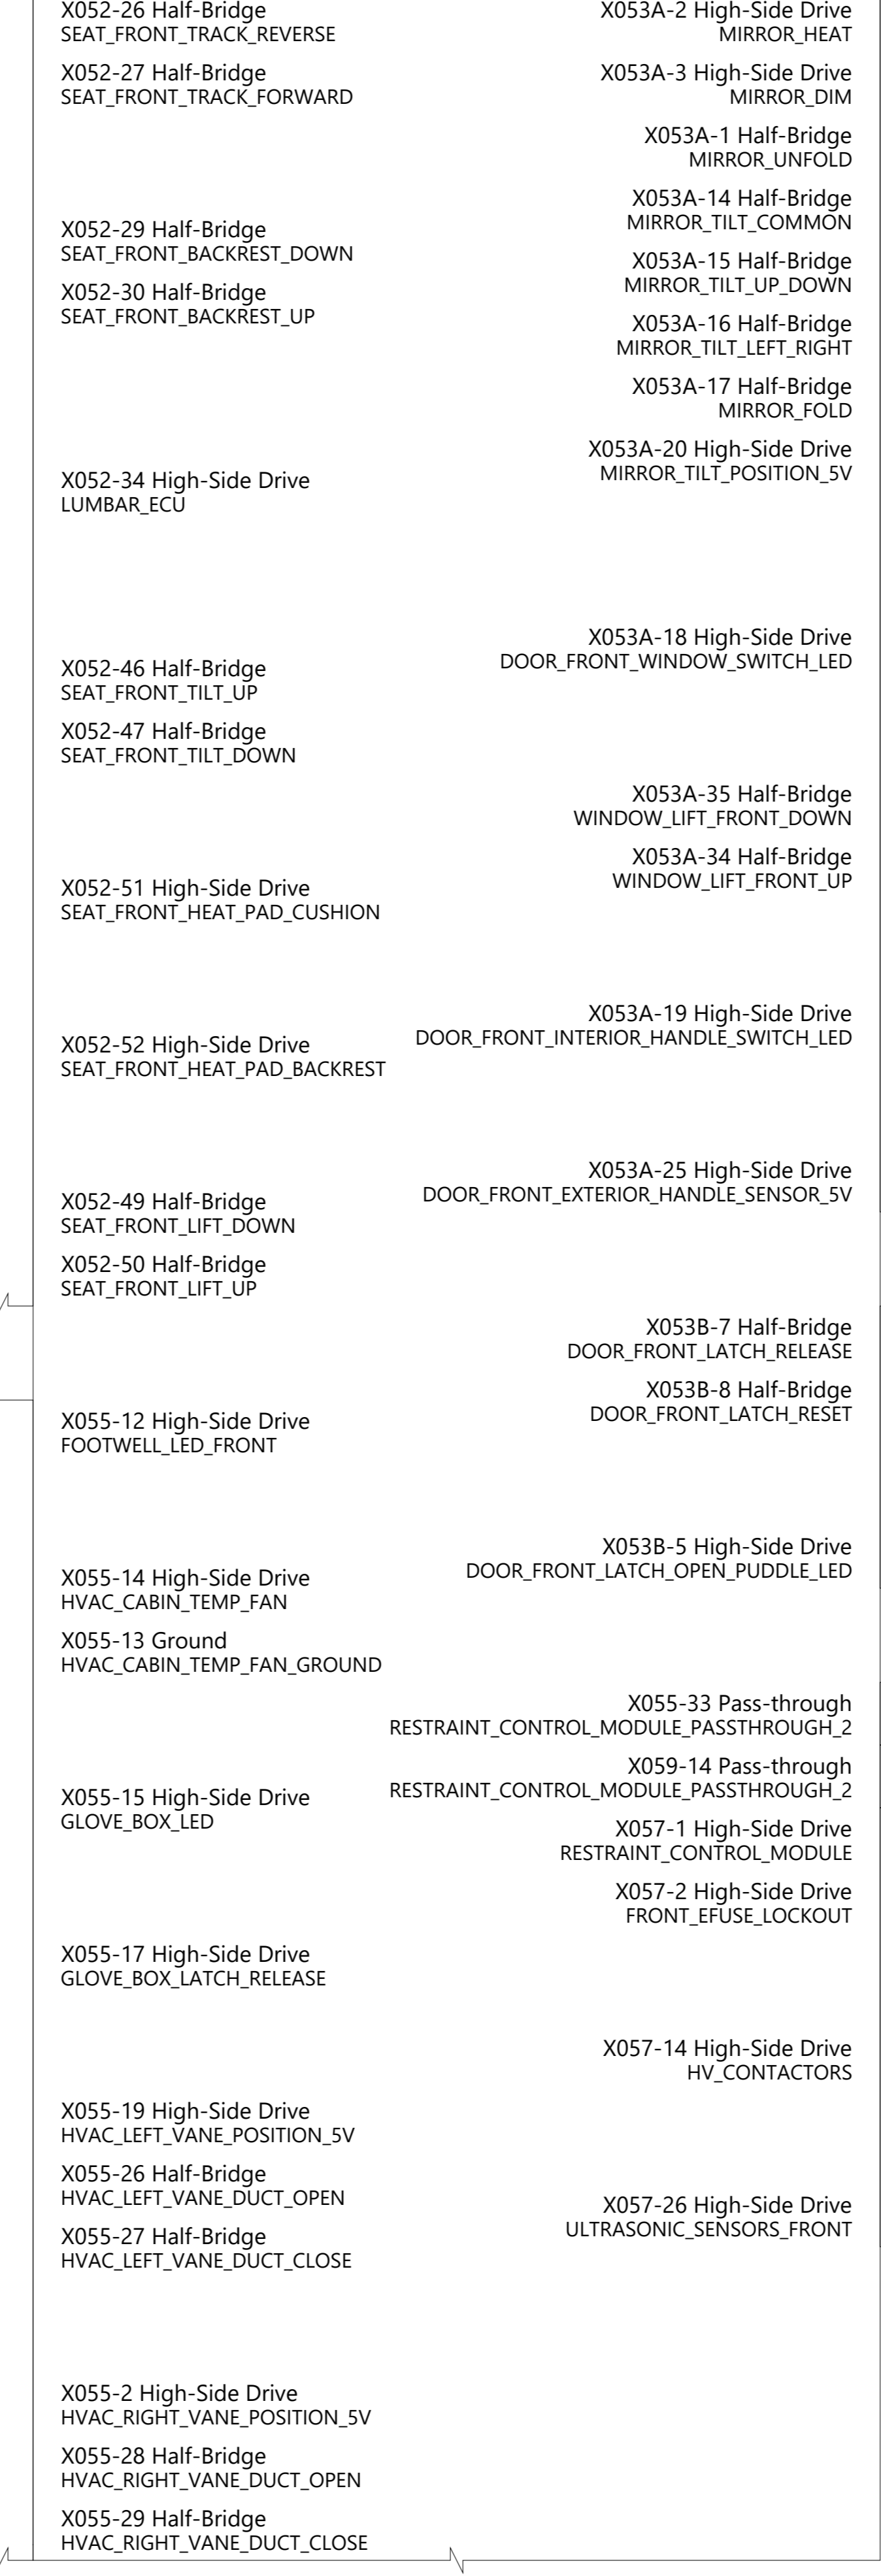 X052-26 Half-Bridge
SEAT_FRONT_TRACK_REVERSE
X052-27 Half-Bridge
SEAT_FRONT_TRACK_FORWARD
X052-29 Half-Bridge
SEAT_FRONT_BACKREST_DOWN
X052-30 Half-Bridge
SEAT_FRONT_BACKREST_UP
X052-34 High-Side Drive
LUMBAR_ECU
X052-46 Half-Bridge
SEAT_FRONT_TILT_UP
X052-47 Half-Bridge
SEAT_FRONT_TILT_DOWN
X052-51 High-Side Drive
SEAT_FRONT_HEAT_PAD_CUSHION
X052-52 High-Side Drive
SEAT_FRONT_HEAT_PAD_BACKREST
X052-49 Half-Bridge
SEAT_FRONT_LIFT_DOWN
X052-50 Half-Bridge
SEAT_FRONT_LIFT_UP
X055-12 High-Side Drive
FOOTWELL_LED_FRONT
X055-14 High-Side Drive
HVAC_CABIN_TEMP_FAN
X055-13 Ground
HVAC_CABIN_TEMP_FAN_GROUND
X055-15 High-Side Drive
GLOVE_BOX_LED
X055-17 High-Side Drive
GLOVE_BOX_LATCH_RELEASE
X055-19 High-Side Drive
HVAC_LEFT_VANE_POSITION_5V
X055-26 Half-Bridge
HVAC_LEFT_VANE_DUCT_OPEN
X055-27 Half-Bridge
HVAC_LEFT_VANE_DUCT_CLOSE
X055-2 High-Side Drive
HVAC_RIGHT_VANE_POSITION_5V
X055-28 Half-Bridge
HVAC_RIGHT_VANE_DUCT_OPEN
X055-29 Half-Bridge
HVAC_RIGHT_VANE_DUCT_CLOSE
X053A-2 High-Side Drive
MIRROR_HEAT
X053A-3 High-Side Drive
MIRROR_DIM
X053A-1 Half-Bridge
MIRROR_UNFOLD
X053A-14 Half-Bridge
MIRROR_TILT_COMMON
X053A-15 Half-Bridge
MIRROR_TILT_UP_DOWN
X053A-16 Half-Bridge
MIRROR_TILT_LEFT_RIGHT
X053A-17 Half-Bridge
MIRROR_FOLD
X053A-20 High-Side Drive
MIRROR_TILT_POSITION_5V
X053A-18 High-Side Drive
DOOR_FRONT_WINDOW_SWITCH_LED
X053A-35 Half-Bridge
WINDOW_LIFT_FRONT_DOWN
X053A-34 Half-Bridge
WINDOW_LIFT_FRONT_UP
X053A-19 High-Side Drive
DOOR_FRONT_INTERIOR_HANDLE_SWITCH_LED
X053A-25 High-Side Drive
DOOR_FRONT_EXTERIOR_HANDLE_SENSOR_5V
X053B-7 Half-Bridge
DOOR_FRONT_LATCH_RELEASE
X053B-8 Half-Bridge
DOOR_FRONT_LATCH_RESET
X053B-5 High-Side Drive
DOOR_FRONT_LATCH_OPEN_PUDDLE_LED
X055-33 Pass-through
RESTRAINT_CONTROL_MODULE_PASSTHROUGH_2
X059-14 Pass-through
RESTRAINT_CONTROL_MODULE_PASSTHROUGH_2
X057-1 High-Side Drive
RESTRAINT_CONTROL_MODULE
X057-2 High-Side Drive
FRONT_EFUSE_LOCKOUT
X057-14 High-Side Drive
HV_CONTACTORS
X057-26 High-Side Drive
ULTRASONIC_SENSORS_FRONT